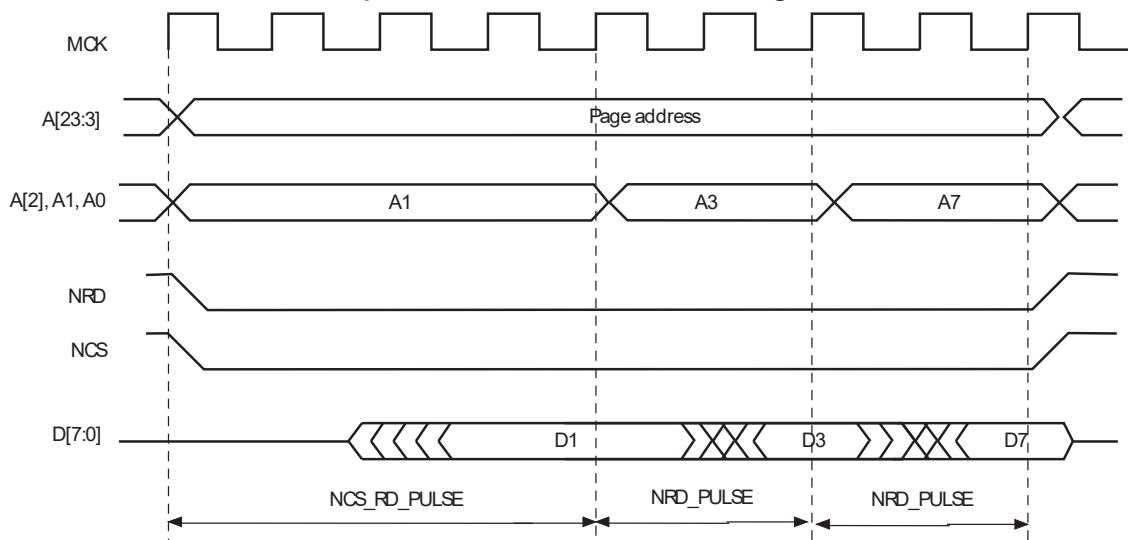 MCK
A[23:3]
Page address
A[2], A1, A0
A1
A3
A7
NRD
NCS
D[7:0]
D1
D3
D7
NCS_RD_PULSE
NRD_PULSE
NRD_PULSE